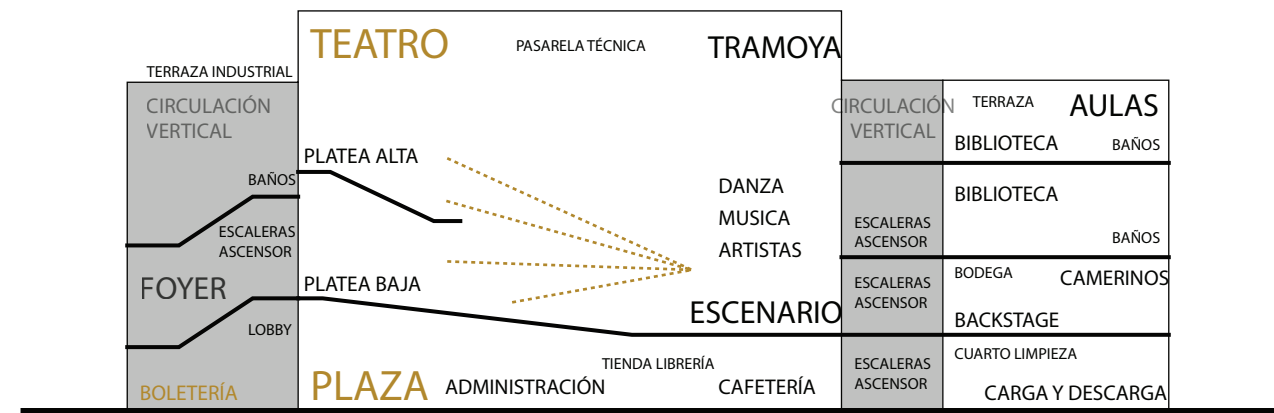 TEATRO
PASARELA TÉCNICA
TRAMOYA
TERRAZA INDUSTRIAL
CIRCULACIÓN
VERTICAL
CIRCULACIÓN
VERTICAL
TERRAZA
AULAS
BIBLIOTECA
BAÑOS
PLATEA ALTA
BAÑOS
DANZA
MUSICA
ARTISTAS
BIBLIOTECA
ESCALERAS
ASCENSOR
ESCALERAS
ASCENSOR
BAÑOS
FOYER
PLATEA BAJA
ESCENARIO
ESCALERAS
ASCENSOR
BODEGA
CAMERINOS
BACKSTAGE
LOBBY
BOLETERÍA
PLAZA
ADMINISTRACIÓN
TIENDA LIBRERÍA
CAFETERÍA
ESCALERAS
ASCENSOR
CUARTO LIMPIEZA
CARGA Y DESCARGA